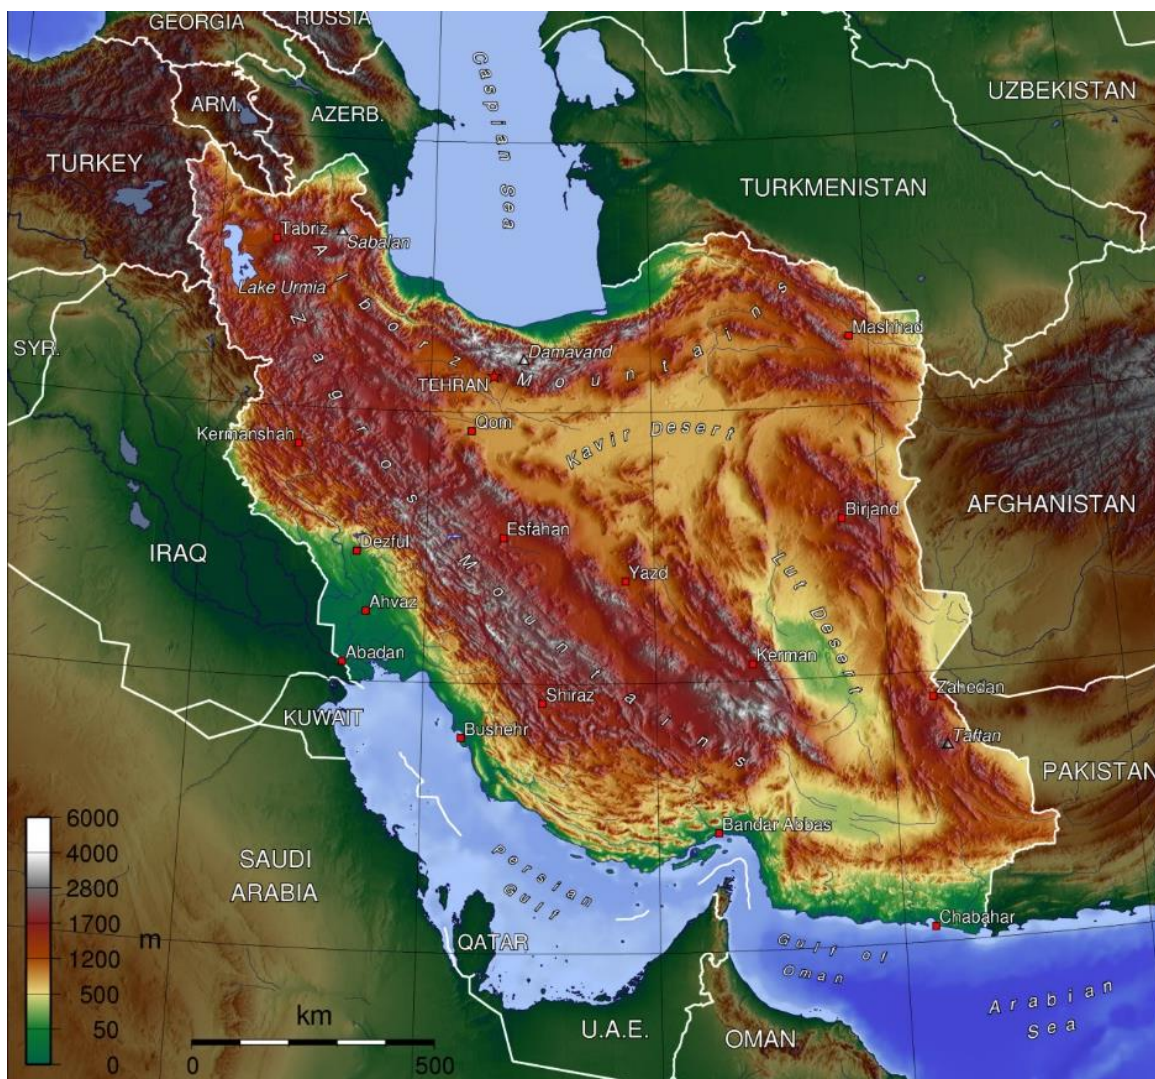 GEORGIA
RUSSIA
ARM.
AZERB.
Caspian Sea
UZBEKISTAN
TURKEY
TURKMENISTAN
Tabriz
Sabalan
Lake Urmia
Alborz Mountains
Mashhad
SYR.
Damavand
TEHRAN
Zagros Mountains
Qom
Kavir Desert
Kermanshah
Birjand
AFGHANISTAN
Esfahan
Dezful
IRAQ
Yazd
Lut Desert
Ahvaz
Abadan
Kerman
Zahedan
Shiraz
KUWAIT
Bushehr
Taftan
PAKISTAN
Bandar Abbas
SAUDI
ARABIA
Persian
Gulf
Chabahar
QATAR
Gulf of
Oman
Arabian
Sea
U.A.E.
OMAN
6000
4000
2800
1700
m
1200
500
50
0
km
0
500